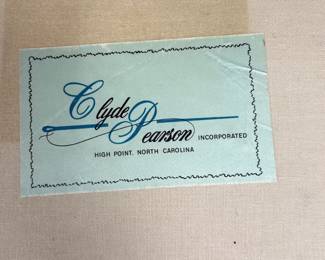 Clyde
Pearson INCORPORATED
HIGH POINT, NORTH CAROLINA